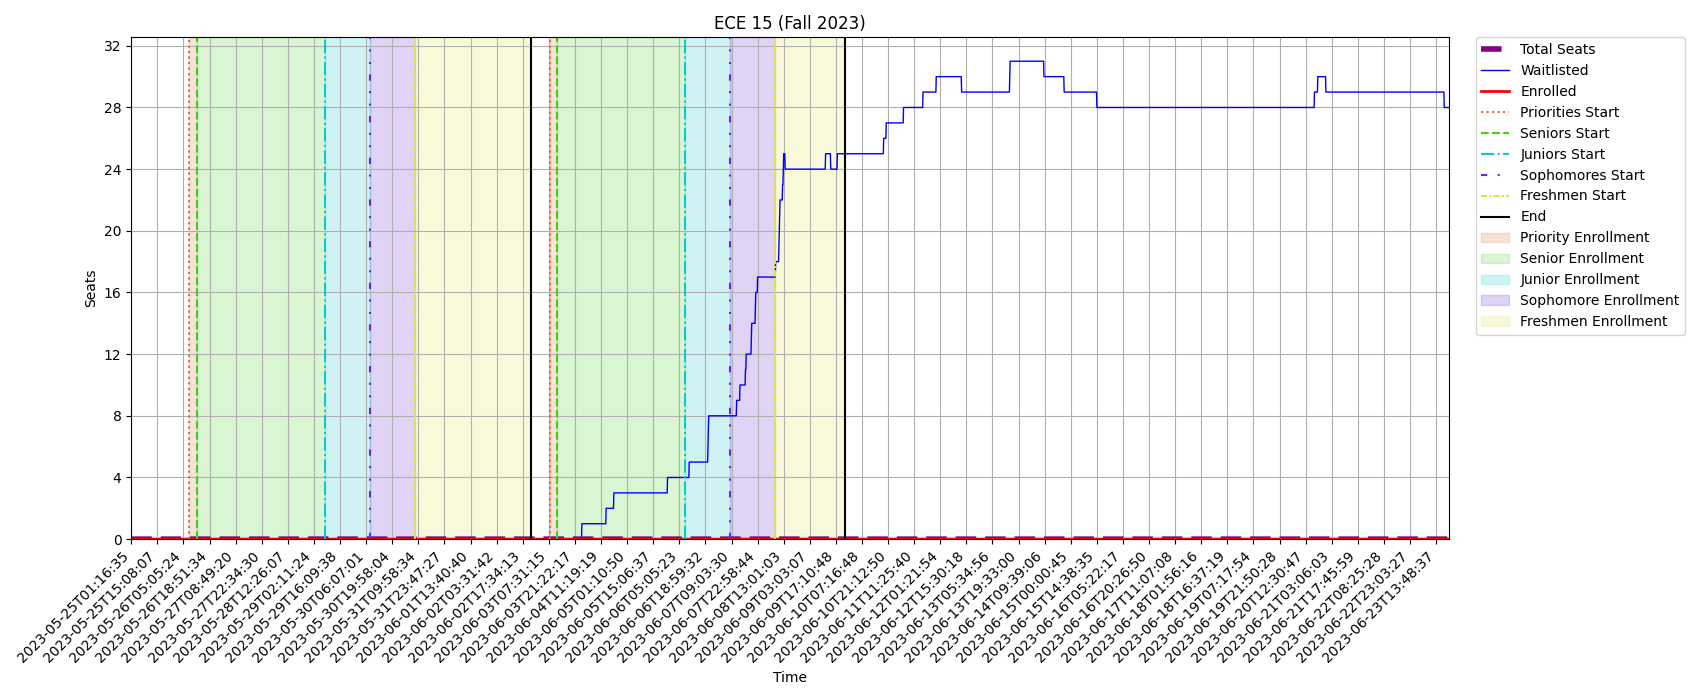 ECE 15 (Fall 2023)
32
28
24
20
16
12
8
4
0
Seats
2023-05-25T01:16:35
2023-05-25T15:08:07
2023-05-26T05:05:24
2023-05-26T18:51:34
2023-05-27T08:49:20
2023-05-27T22:34:30
2023-05-28T12:26:07
2023-05-29T02:11:24
2023-05-29T16:09:38
2023-05-30T06:07:01
2023-05-30T19:58:04
2023-05-31T09:58:34
2023-05-31T23:47:27
2023-06-01T13:40:40
2023-06-02T03:31:42
2023-06-02T17:34:13
2023-06-03T07:31:15
2023-06-03T21:22:17
2023-06-04T11:19:19
2023-06-05T01:10:50
2023-06-05T15:06:37
2023-06-06T05:05:23
2023-06-06T18:59:32
2023-06-07T09:03:30
2023-06-07T22:58:44
2023-06-08T13:01:03
2023-06-09T03:03:07
2023-06-09T17:10:48
2023-06-10T07:16:48
2023-06-10T21:12:50
2023-06-11T11:25:40
2023-06-12T01:21:54
2023-06-12T15:30:18
2023-06-13T05:34:56
2023-06-13T19:33:00
2023-06-14T09:39:06
2023-06-15T00:00:45
2023-06-15T14:38:35
2023-06-16T05:22:17
2023-06-16T20:26:50
2023-06-17T11:07:08
2023-06-18T01:56:16
2023-06-18T16:37:19
2023-06-19T07:17:54
2023-06-19T21:50:28
2023-06-20T12:30:47
2023-06-21T03:06:03
2023-06-21T17:45:59
2023-06-22T08:25:28
2023-06-22T23:03:27
2023-06-23T13:48:37
Time
Total Seats
Waitlisted
Enrolled
Priorities Start
Seniors Start
Juniors Start
Sophomores Start
Freshmen Start
End
Priority Enrollment
Senior Enrollment
Junior Enrollment
Sophomore Enrollment
Freshmen Enrollment